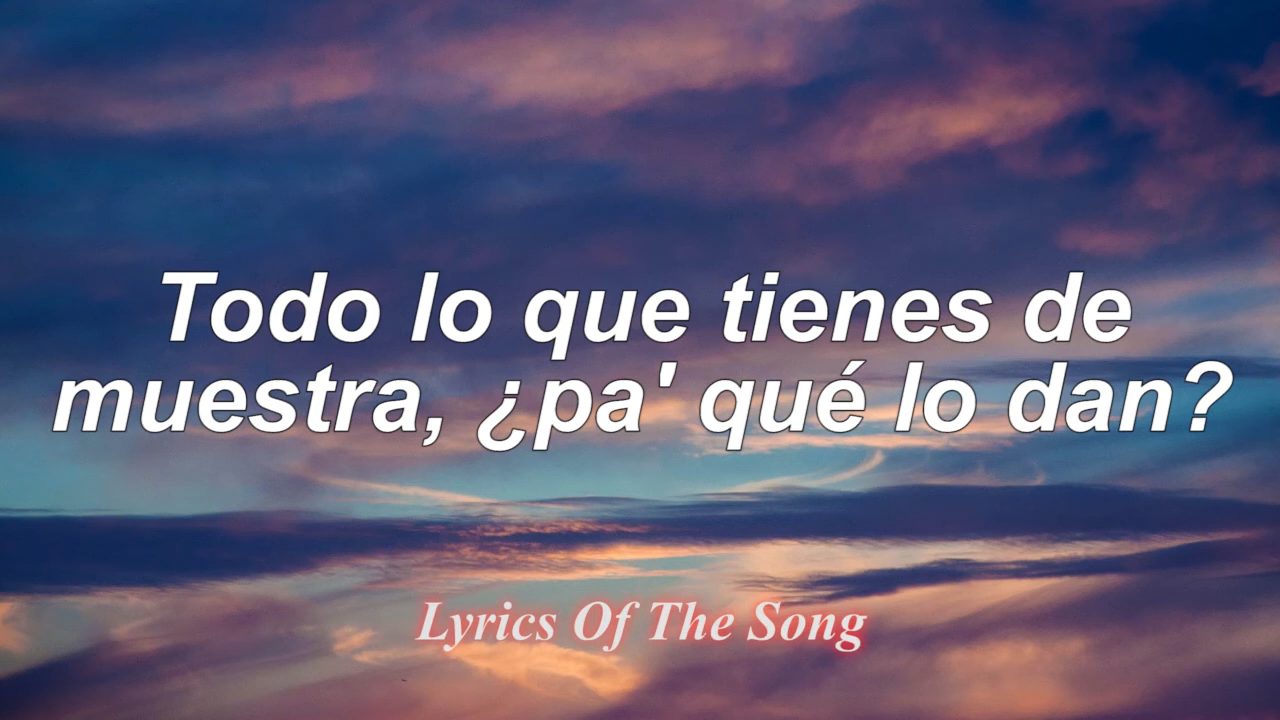 Todo lo que tienes de
muestra, ¿pa' qué lo dan?
Lyrics Of The Song